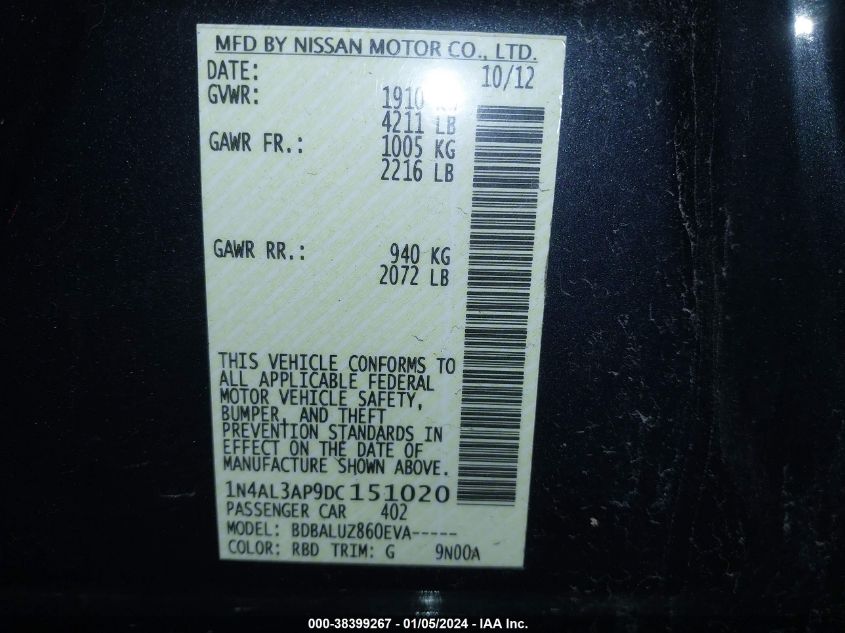 MFD BY NISSAN MOTOR CO., LTD.
DATE: 10/12
GVWR: 1910
4211 LB
GAWR FR.: 1005 KG
2216 LB
GAWR RR.: 940 KG
2072 LB
THIS VEHICLE CONFORMS TO
ALL APPLICABLE FEDERAL
MOTOR VEHICLE SAFETY,
BUMPER, AND THEFT
PREVENTION STANDARDS IN
EFFECT ON THE DATE OF
MANUFACTURE SHOWN ABOVE.
1N4AL3AP9DC151020
PASSENGER CAR 402
MODEL: BDBALUZ860EVA-----
COLOR: RBD TRIM: G 9N00A
000-38399267 - 01/05/2024 - IAA Inc.